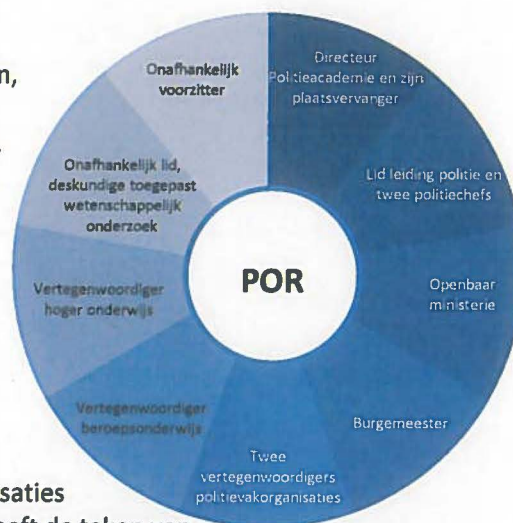 n,
Onafhankelijk
voorzitter
Directeur
Politieacademie en zijn
plaatsvervanger
Onafhankelijk lid,
deskundige toegepast
wetenschappelijk
onderzoek
Lid leiding politie en
twee politiechefs
POR
Vertegenwoordiger
hoger onderwijs
Openbaar
ministerie
Vertegenwoordiger
beroepsonderwijs
Burgemeester
Twee
vertegenwoordigers
politievakorganisaties
saties